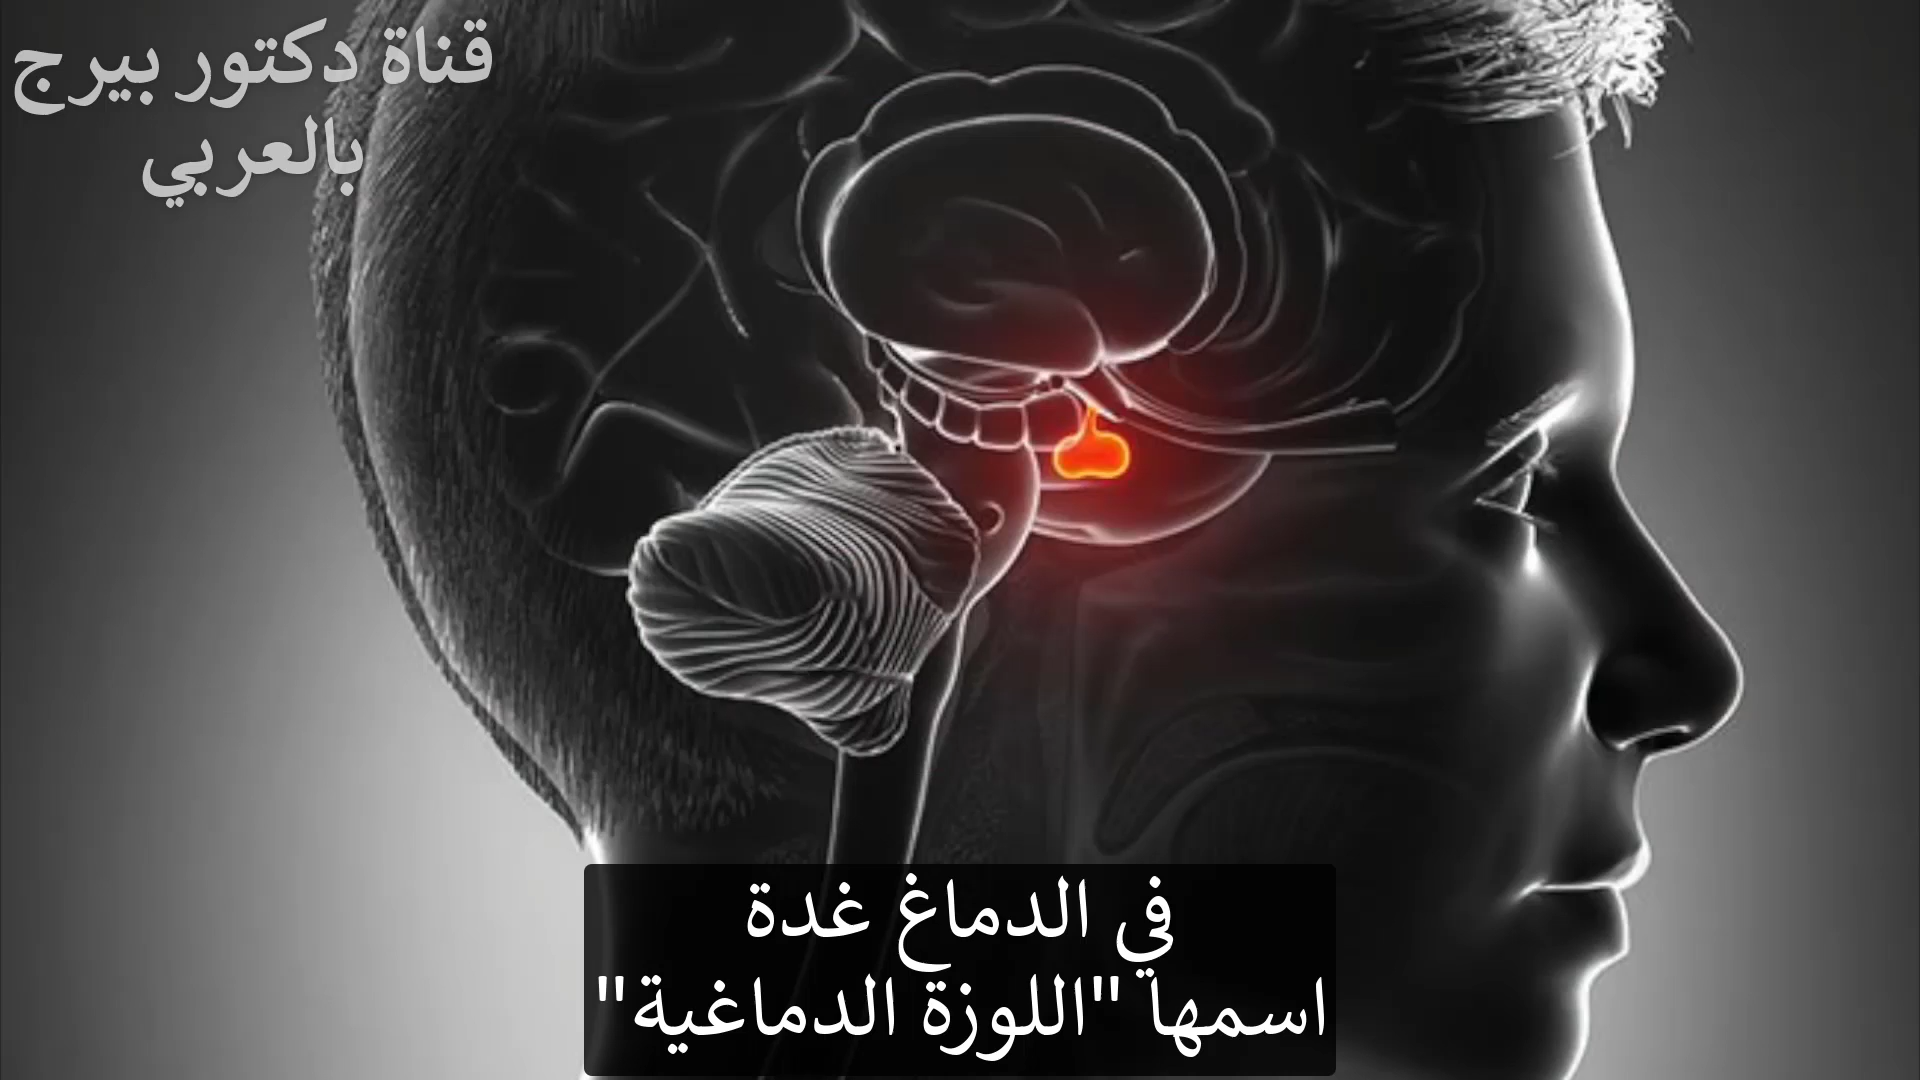 قناة دكتور بيرج
بالعربي
في الدماغ غدة
اسمها "اللوزة الدماغية"